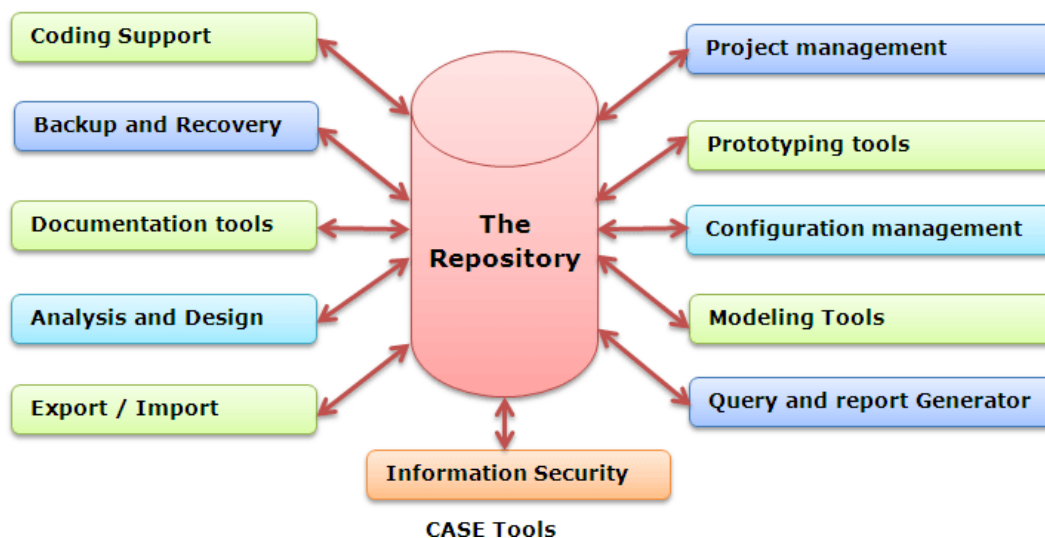 Coding Support
Backup and Recovery
Documentation tools
Analysis and Design
Export / Import
The
Repository
Project management
Prototyping tools
Configuration management
Modeling Tools
Query and report Generator
Information Security
CASE Tools